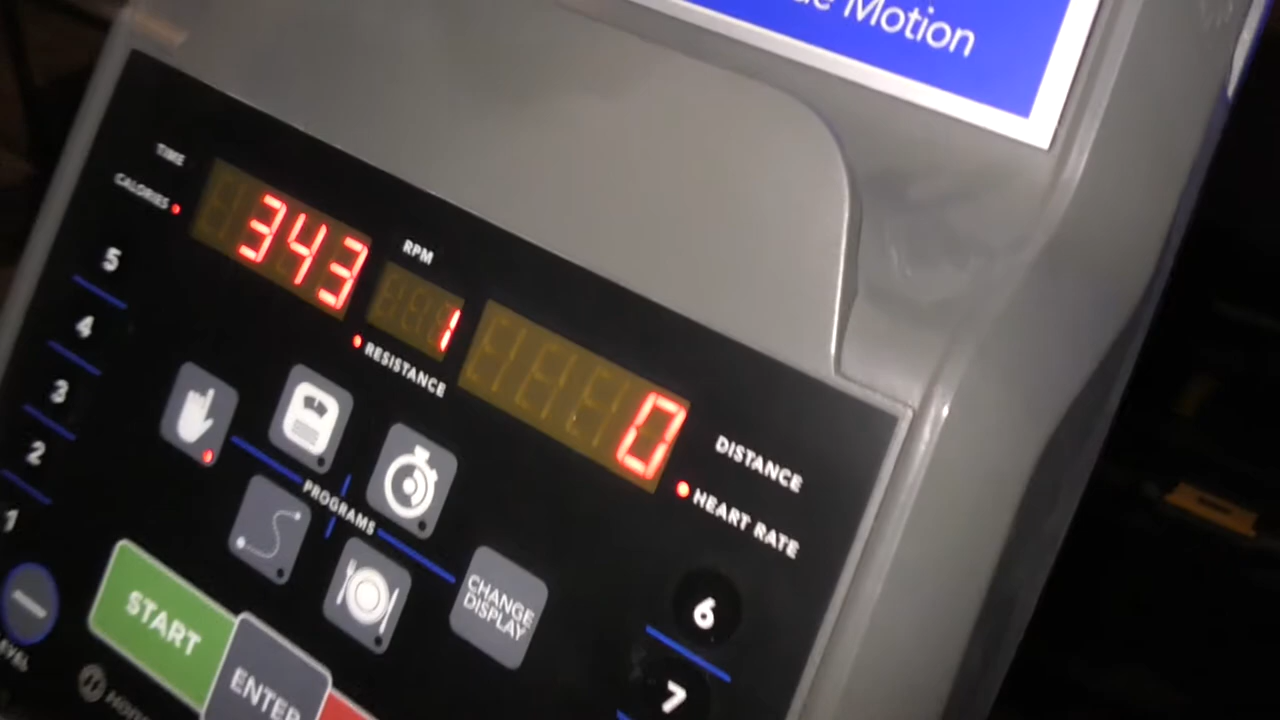 Motion
TIME
CALORIES
343
RPM
1
RESISTANCE
0
DISTANCE
HEART RATE
5
4
3
2
1
PROGRAMS
CHANGE
DISPLAY
START
ENTER
6
7